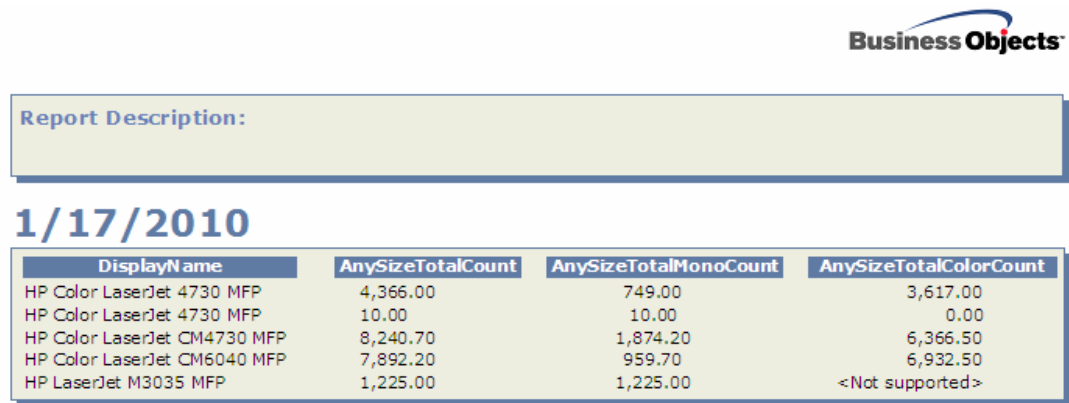 Business Objects
Report Description:
1/17/2010
DisplayName AnySizeTotalCount AnySizeTotalMonoCount AnySizeTotalColorCount
HP Color LaserJet 4730 MFP 4,366.00 749.00 3,617.00
HP Color LaserJet 4730 MFP 10.00 10.00 0.00
HP Color LaserJet CM4730 MFP 8,240.70 1,874.20 6,366.50
HP Color LaserJet CM6040 MFP 7,892.20 959.70 6,932.50
HP LaserJet M3035 MFP 1,225.00 1,225.00 <Not supported>